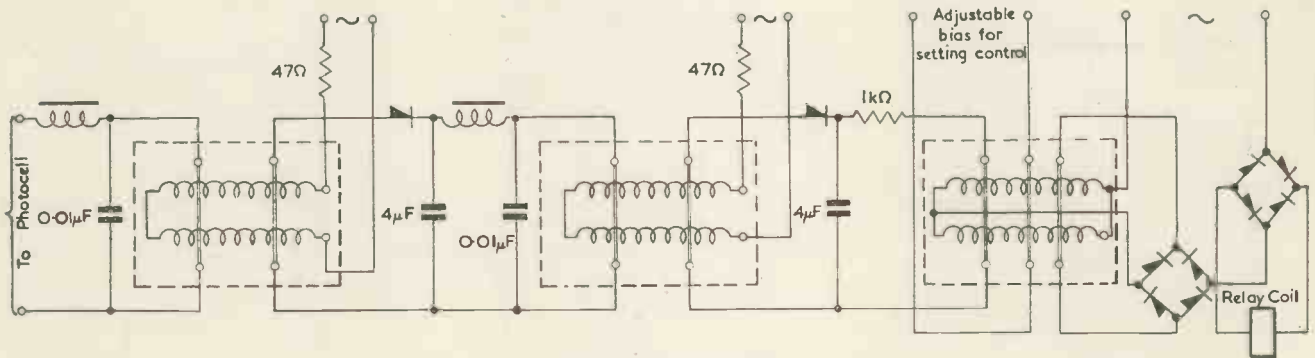 To Photocell
0·01μF
47Ω
~
4μF
0·01μF
47Ω
~
4μF
1kΩ
Adjustable
bias for
setting control
~
Relay Coil